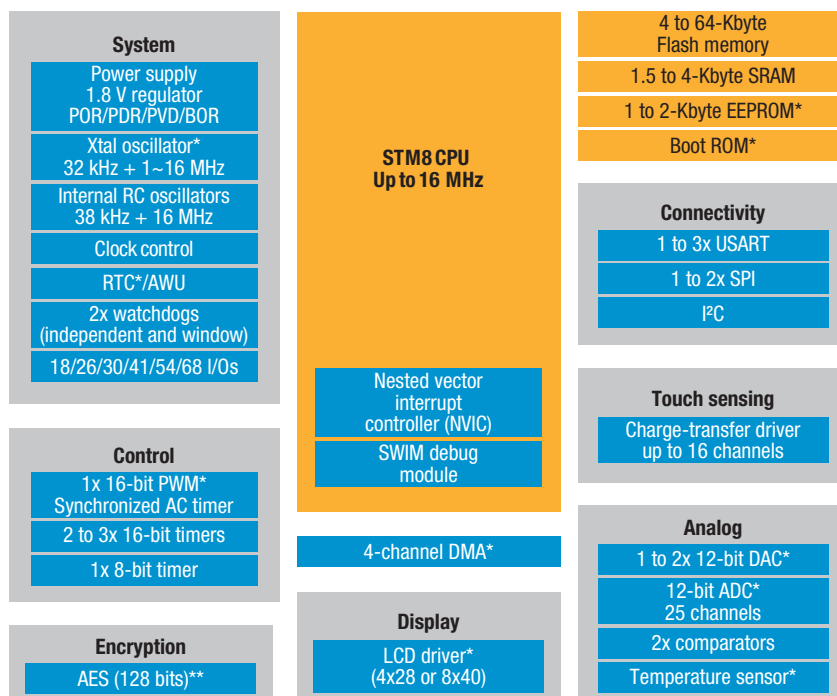 System
Power supply
1.8 V regulator
POR/PDR/PVD/BOR
Xtal oscillator*
32 kHz + 1~16 MHz
Internal RC oscillators
38 kHz + 16 MHz
Clock control
RTC*/AWU
2x watchdogs
(independent and window)
18/26/30/41/54/68 I/Os
Control
1x 16-bit PWM*
Synchronized AC timer
2 to 3x 16-bit timers
1x 8-bit timer
Encryption
AES (128 bits)**
STM8 CPU
Up to 16 MHz
Nested vector
interrupt
controller (NVIC)
SWIM debug
module
4-channel DMA*
Display
LCD driver*
(4x28 or 8x40)
4 to 64-Kbyte
Flash memory
1.5 to 4-Kbyte SRAM
1 to 2-Kbyte EEPROM*
Boot ROM*
Connectivity
1 to 3x USART
1 to 2x SPI
I²C
Touch sensing
Charge-transfer driver
up to 16 channels
Analog
1 to 2x 12-bit DAC*
12-bit ADC*
25 channels
2x comparators
Temperature sensor*